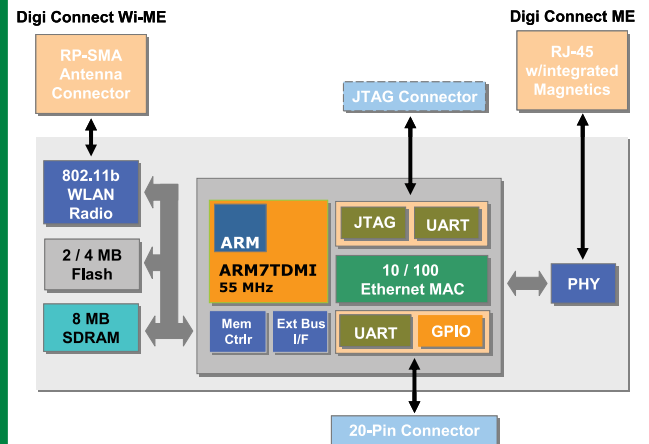 Digi Connect Wi-ME
Digi Connect ME
RP-SMA
Antenna
Connector
RJ-45
w/integrated
Magnetics
JTAG Connector
802.11b
WLAN
Radio
2 / 4 MB
Flash
8 MB
SDRAM
ARM
ARM7TDMI
55 MHz
Mem
Ctrlr
Ext Bus
I/F
JTAG
UART
10 / 100
Ethernet MAC
UART
GPIO
PHY
20-Pin Connector